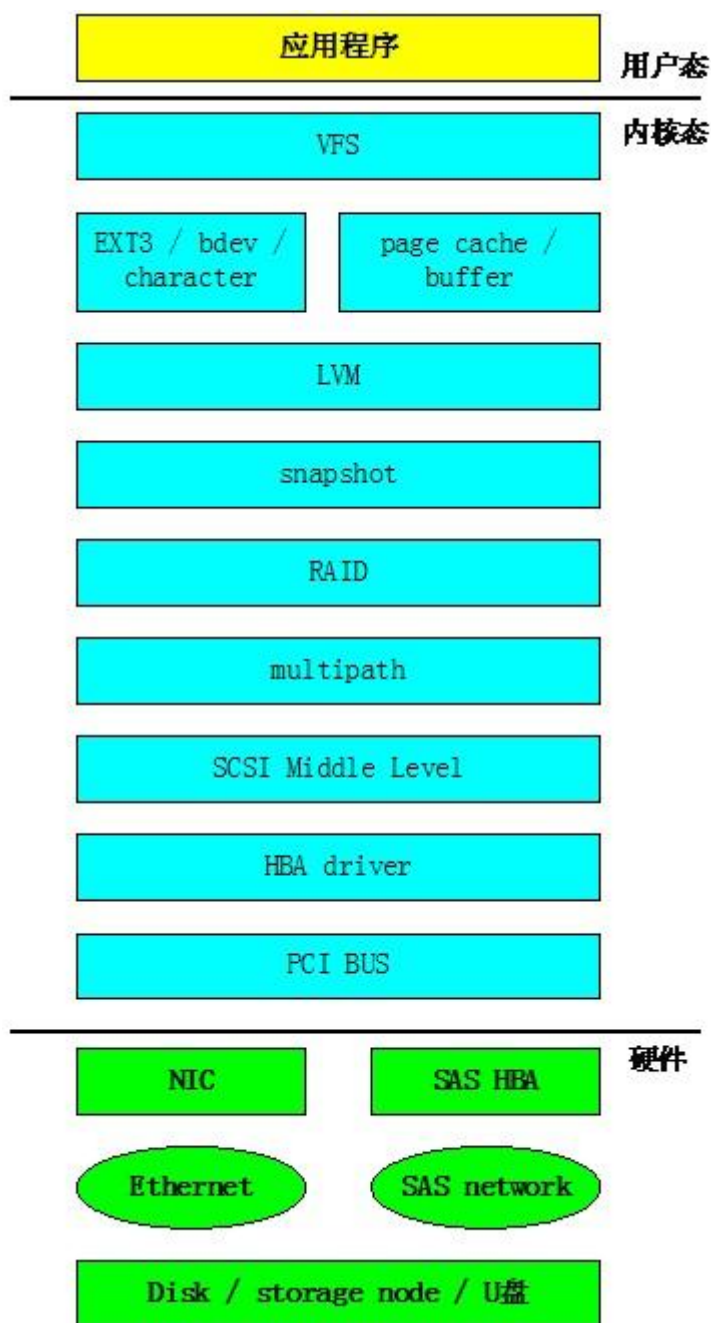 应用程序
用户态
内核态
VFS
EXT3 / bdev /
character
page cache /
buffer
LVM
snapshot
RAID
multipath
SCSI Middle Level
HBA driver
PCI BUS
硬件
NIC
SAS HBA
Ethernet
SAS network
Disk / storage node / U盘